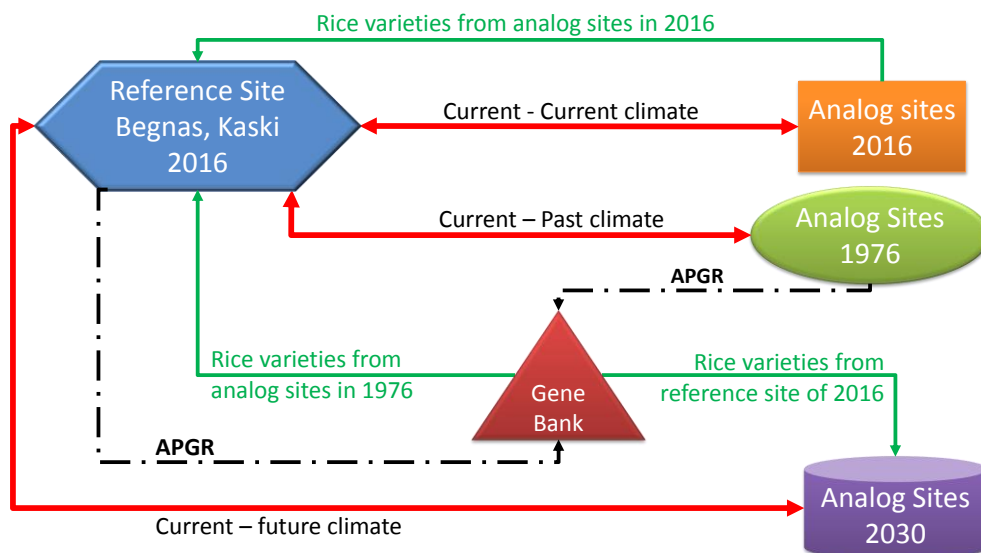 Rice varieties from analog sites in 2016
Reference Site
Begnas, Kaski
2016
Current - Current climate
Analog sites
2016
Current – Past climate
Analog Sites
1976
APGR
Rice varieties from
analog sites in 1976
Gene
Bank
Rice varieties from
reference site of 2016
APGR
Analog Sites
2030
Current – future climate